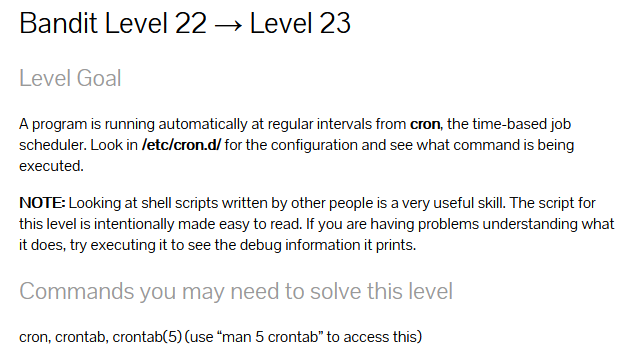 Bandit Level 22 → Level 23
Level Goal
A program is running automatically at regular intervals from cron, the time-based job
scheduler. Look in /etc/cron.d/ for the configuration and see what command is being
executed.
NOTE: Looking at shell scripts written by other people is a very useful skill. The script for
this level is intentionally made easy to read. If you are having problems understanding what
it does, try executing it to see the debug information it prints.
Commands you may need to solve this level
cron, crontab, crontab(5) (use “man 5 crontab” to access this)